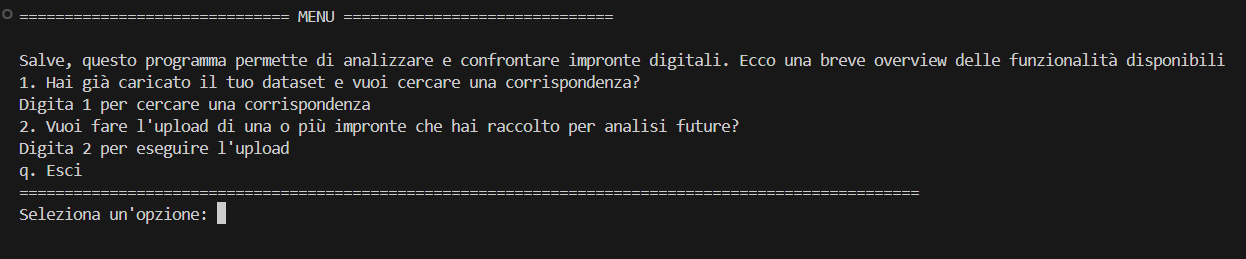 ============================== MENU ==============================
Salve, questo programma permette di analizzare e confrontare impronte digitali. Ecco una breve overview delle funzionalità disponibili
1. Hai già caricato il tuo dataset e vuoi cercare una corrispondenza?
Digita 1 per cercare una corrispondenza
2. Vuoi fare l'upload di una o più impronte che hai raccolto per analisi future?
Digita 2 per eseguire l'upload
q. Esci
====================================================================================================
Seleziona un'opzione: